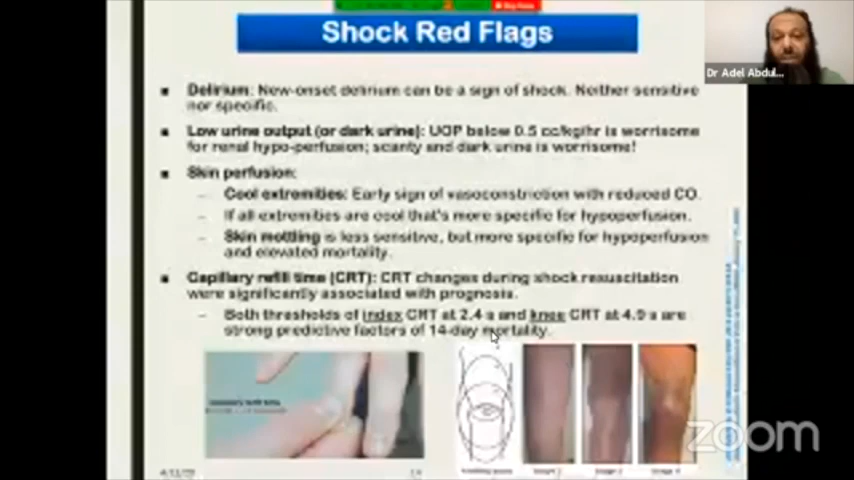 Shock Red Flags
Dr Adel Abdul...
Delirium: New-onset delirium can be a sign of shock. Neither sensitive
nor specific.
Low urine output (or dark urine): UOP below 0.5 cc/kg/hr is worrisome
for renal hypo-perfusion; scanty and dark urine is worrisome!
Skin perfusion:
Cool extremities: Early sign of vasoconstriction with reduced CO.
If all extremities are cool that's more specific for hypoperfusion.
Skin mottling is less sensitive, but more specific for hypoperfusion
and elevated mortality.
Capillary refill time (CRT): CRT changes during shock resuscitation
were significantly associated with prognosis.
Both thresholds of index CRT at 2.4 s and knee CRT at 4.9 s are
strong predictive factors of 14-day mortality.
zoom